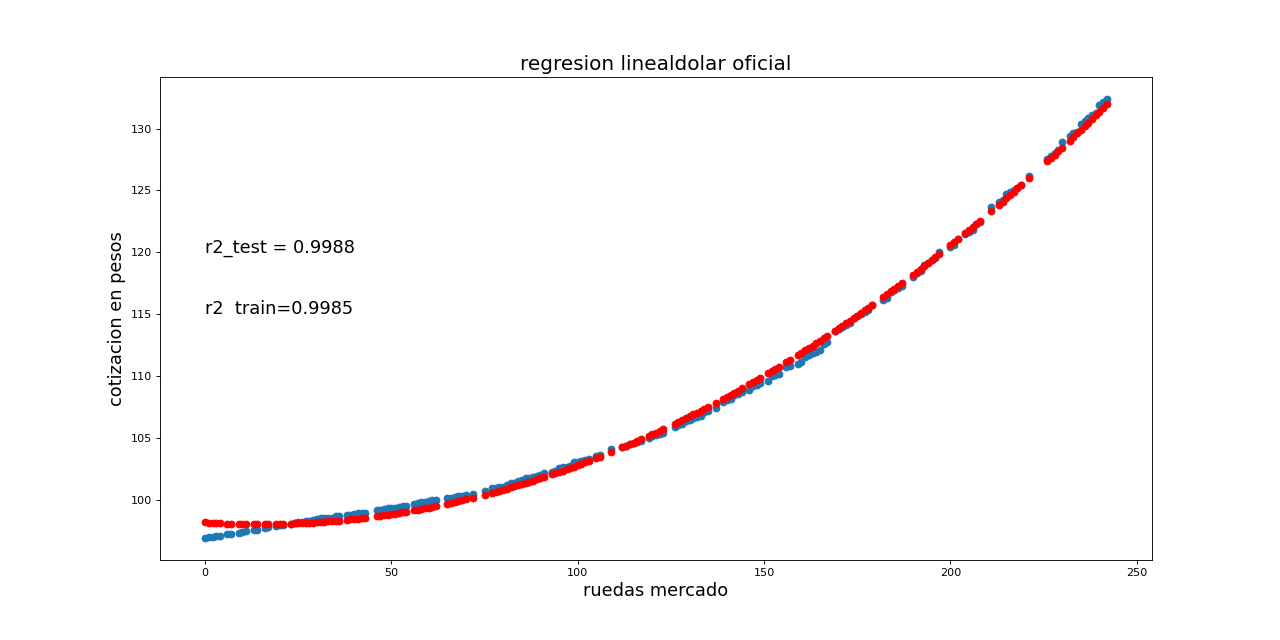 regresion linealdolar oficial
cotizacion en pesos
130
125
120
115
110
105
100
r2_test = 0.9988
r2  train=0.9985
0 50 100 150 200 250
ruedas mercado